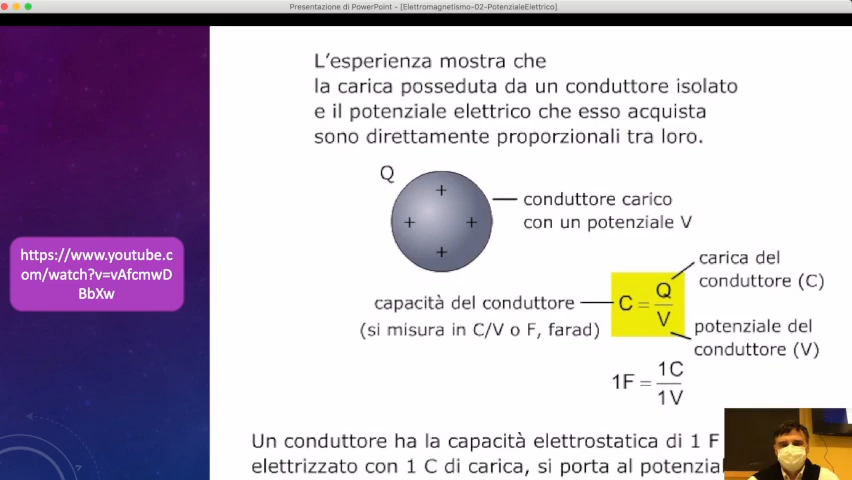 Presentazione di PowerPoint - [Elettromagnetismo-02-PotenzialeElettrico]
L'esperienza mostra che
la carica posseduta da un conduttore isolato
e il potenziale elettrico che esso acquista
sono direttamente proporzionali tra loro.
Q
+
+ +
+
conduttore carico
con un potenziale V
https://www.youtube.c
om/watch?v=vAfcmwD
BbXw
carica del
conduttore (C)
capacità del conduttore
(si misura in C/V o F, farad)
C = Q/V
potenziale del
conduttore (V)
1F = 1C/1V
Un conduttore ha la capacità elettrostatica di 1 F
elettrizzato con 1 C di carica, si porta al